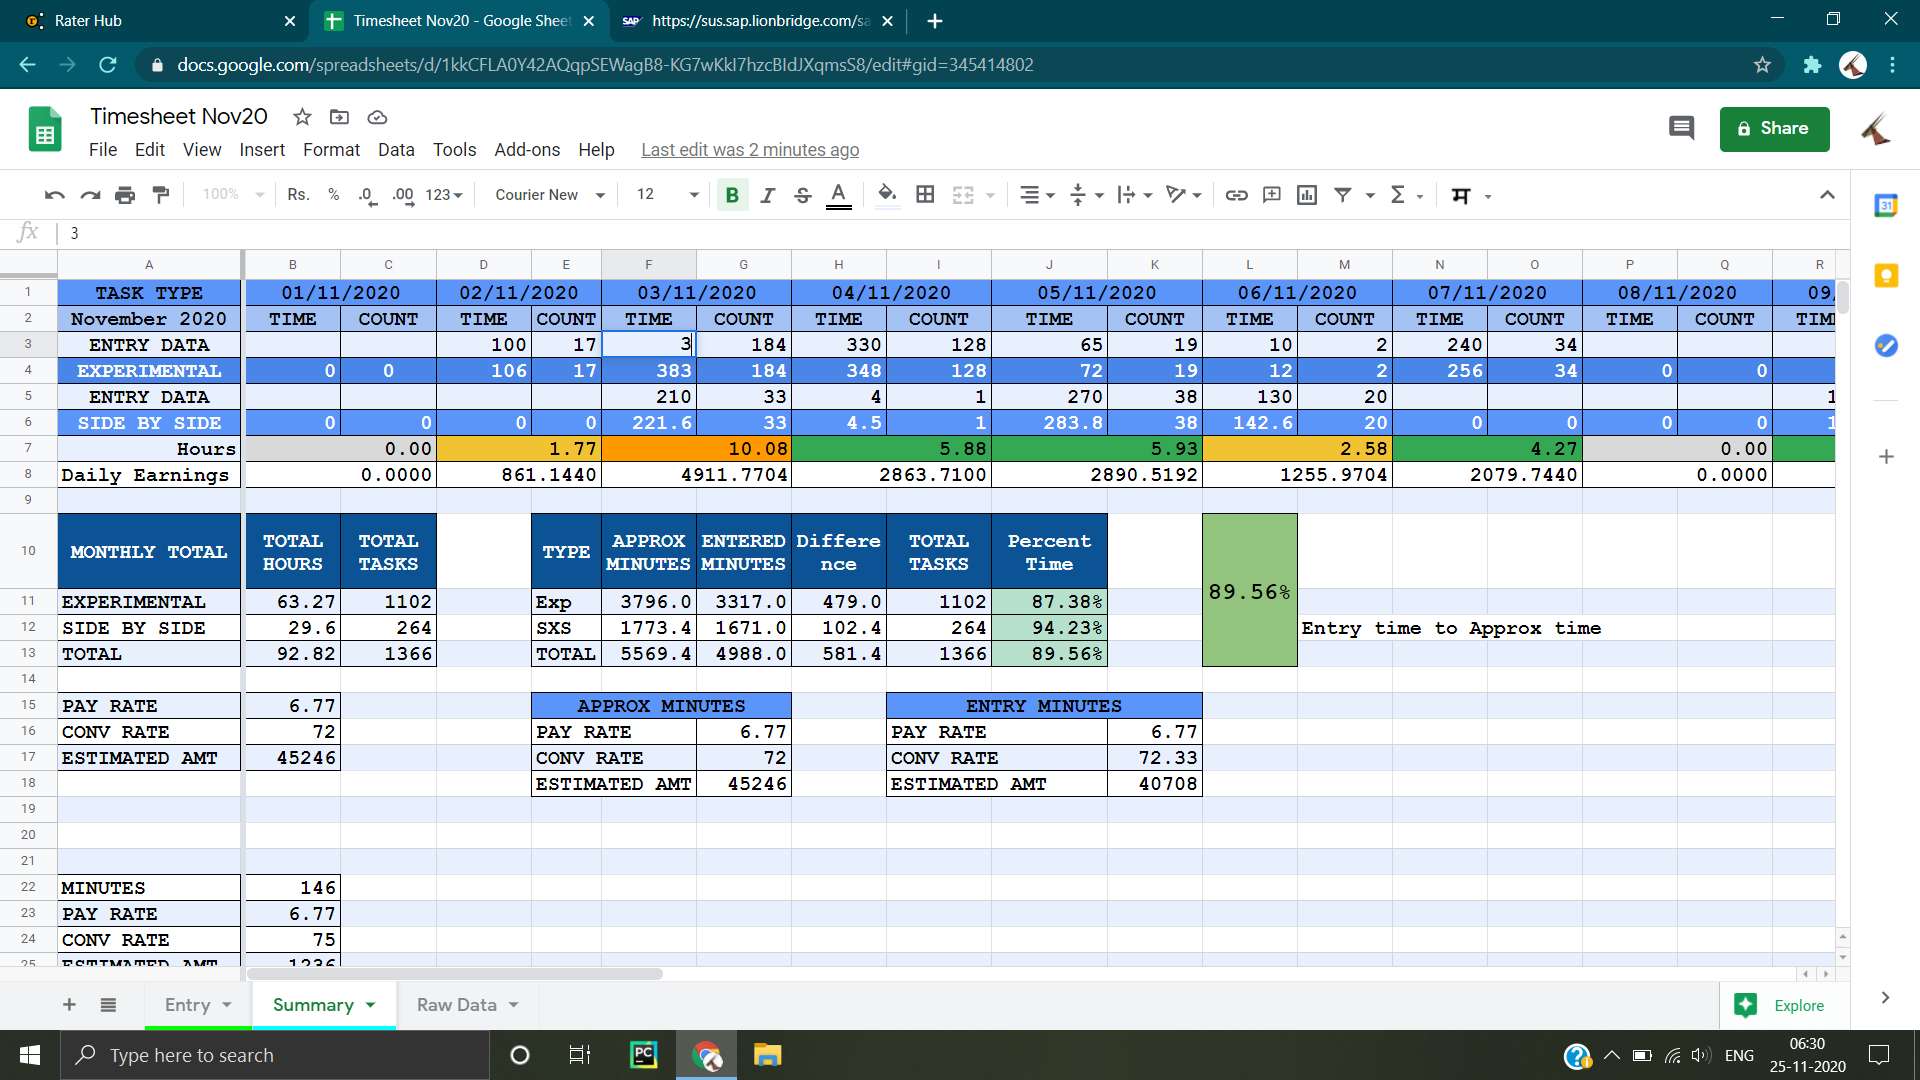 Rater Hub
Timesheet Nov20 - Google Sheet
SAP https://sus.sap.lionbridge.com/sa
docs.google.com/spreadsheets/d/1kkCFLA0Y42AQqpSEWagB8-KG7wKkI7hzcBIdJXqmsS8/edit#gid=345414802
Timesheet Nov20
Share
File Edit View Insert Format Data Tools Add-ons Help Last edit was 2 minutes ago
100% Rs. % .0 .00 123 Courier New 12 B I S A Σ म
fx 3
A B C D E F G H I J K L M N O P Q R
1 TASK TYPE 01/11/2020 02/11/2020 03/11/2020 04/11/2020 05/11/2020 06/11/2020 07/11/2020 08/11/2020 09/
2 November 2020 TIME COUNT TIME COUNT TIME COUNT TIME COUNT TIME COUNT TIME COUNT TIME COUNT TIME COUNT TIM
3 ENTRY DATA 100 17 3 184 330 128 65 19 10 2 240 34
4 EXPERIMENTAL 0 0 106 17 383 184 348 128 72 19 12 2 256 34 0 0
5 ENTRY DATA 210 33 4 1 270 38 130 20 1
6 SIDE BY SIDE 0 0 0 0 221.6 33 4.5 1 283.8 38 142.6 20 0 0 0 0 1
7 Hours 0.00 1.77 10.08 5.88 5.93 2.58 4.27 0.00
8 Daily Earnings 0.0000 861.1440 4911.7704 2863.7100 2890.5192 1255.9704 2079.7440 0.0000
9
10 MONTHLY TOTAL TOTAL HOURS TOTAL TASKS TYPE APPROX MINUTES ENTERED MINUTES Differe nce TOTAL TASKS Percent Time 89.56%
11 EXPERIMENTAL 63.27 1102 Exp 3796.0 3317.0 479.0 1102 87.38%
12 SIDE BY SIDE 29.6 264 SXS 1773.4 1671.0 102.4 264 94.23% Entry time to Approx time
13 TOTAL 92.82 1366 TOTAL 5569.4 4988.0 581.4 1366 89.56%
14
15 PAY RATE 6.77 APPROX MINUTES ENTRY MINUTES
16 CONV RATE 72 PAY RATE 6.77 PAY RATE 6.77
17 ESTIMATED AMT 45246 CONV RATE 72 CONV RATE 72.33
18 ESTIMATED AMT 45246 ESTIMATED AMT 40708
19
20
21
22 MINUTES 146
23 PAY RATE 6.77
24 CONV RATE 75
25 ESTIMATED AMT 1236
Entry Summary Raw Data Explore
Type here to search
PC
ENG
06:30
25-11-2020
31